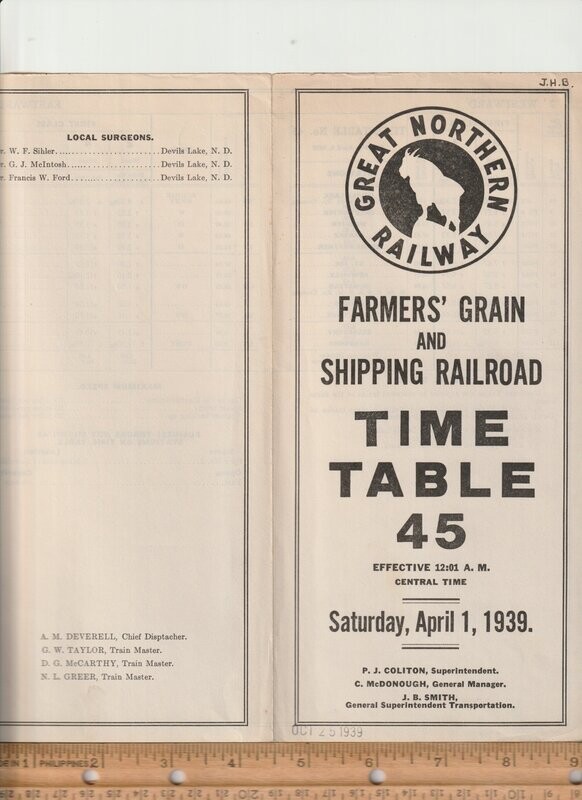 LOCAL SURGEONS.
r. W. F. Sihler..................Devils Lake, N. D.
r. G. J. McIntosh................Devils Lake, N. D.
r. Francis W. Ford...............Devils Lake, N. D.
A. M. DEVERELL, Chief Disptacher.
G. W. TAYLOR, Train Master.
D. G. McCARTHY, Train Master.
N. L. GREER, Train Master.
J.H.B.
GREAT NORTHERN
RAILWAY
FARMERS' GRAIN
AND
SHIPPING RAILROAD
TIME
TABLE
45
EFFECTIVE 12:01 A. M.
CENTRAL TIME
Saturday, April 1, 1939.
P. J. COLITON, Superintendent.
C. McDONOUGH, General Manager.
J. B. SMITH,
General Superintendent Transportation.
OCT 25 1939
DE IN 1 PHILIPPINES 2 3 4 5 6 7 8 9